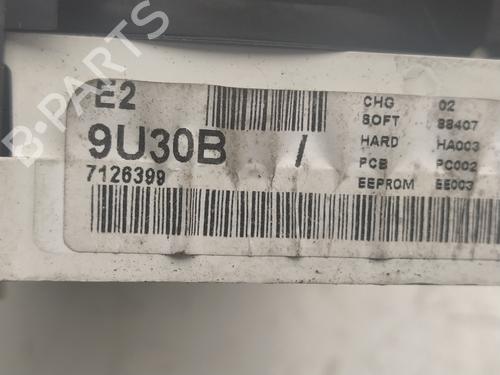 B-PARTS
E2
CHG 02
SOFT 88407
9U30B / HARD HA003
7126399 PCB PC002
EEPROM EE003